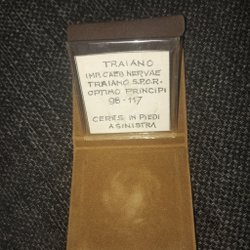 TRAIANO
IMP. CAES NERVAE
TRAIANO S.P.Q.R.
OPTIMO PRINCIPI
98-117
CERES IN PIEDI
A SINISTRA